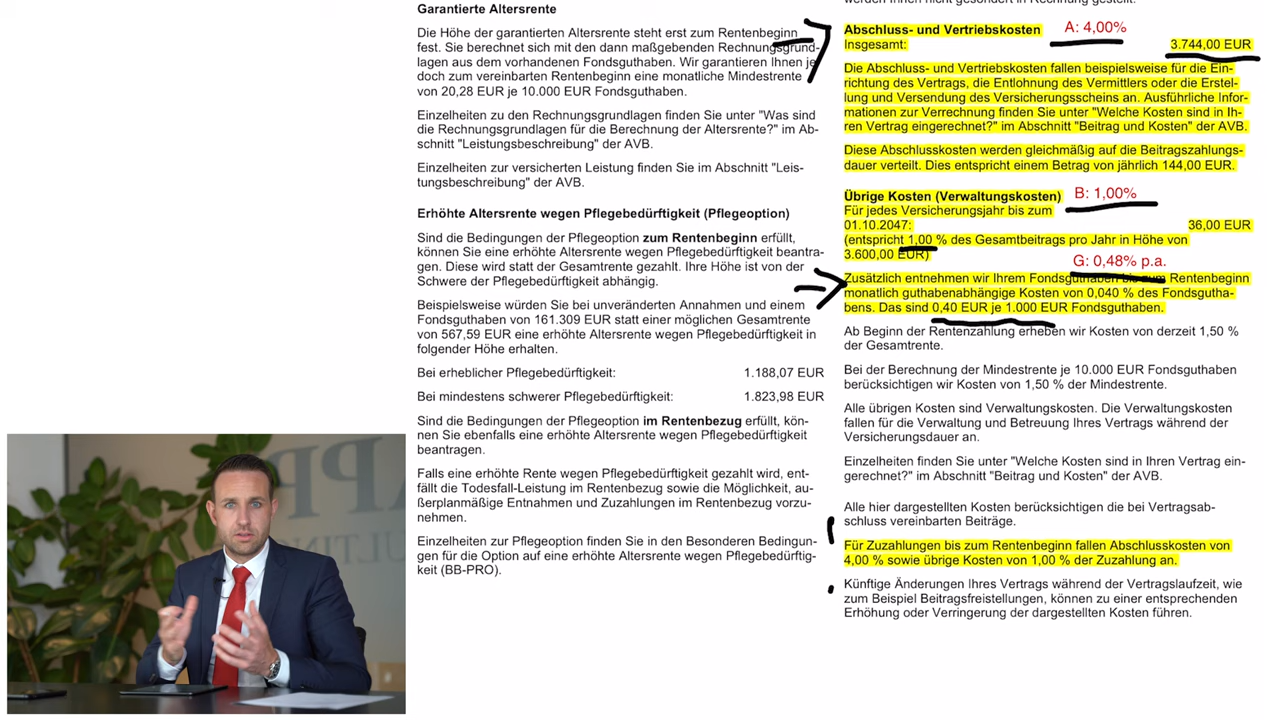 Garantierte Altersrente
Die Höhe der garantierten Altersrente steht erst zum Rentenbeginn
fest. Sie berechnet sich mit den dann maßgebenden Rechnungsgrund-
lagen aus dem vorhandenen Fondsguthaben. Wir garantieren Ihnen je
doch zum vereinbarten Rentenbeginn eine monatliche Mindestrente
von 20,28 EUR je 10.000 EUR Fondsguthaben.
Einzelheiten zu den Rechnungsgrundlagen finden Sie unter "Was sind
die Rechnungsgrundlagen für die Berechnung der Altersrente?" im Ab-
schnitt "Leistungsbeschreibung" der AVB.
Einzelheiten zur versicherten Leistung finden Sie im Abschnitt "Leis-
tungsbeschreibung" der AVB.
Erhöhte Altersrente wegen Pflegebedürftigkeit (Pflegeoption)
Sind die Bedingungen der Pflegeoption zum Rentenbeginn erfüllt,
können Sie eine erhöhte Altersrente wegen Pflegebedürftigkeit beantra-
gen. Diese wird statt der Gesamtrente gezahlt. Ihre Höhe ist von der
Schwere der Pflegebedürftigkeit abhängig.
Beispielsweise würden Sie bei unveränderten Annahmen und einem
Fondsguthaben von 161.309 EUR statt einer möglichen Gesamtrente
von 567,59 EUR eine erhöhte Altersrente wegen Pflegebedürftigkeit in
folgender Höhe erhalten.
Bei erheblicher Pflegebedürftigkeit: 1.188,07 EUR
Bei mindestens schwerer Pflegebedürftigkeit: 1.823,98 EUR
Sind die Bedingungen der Pflegeoption im Rentenbezug erfüllt, kön-
nen Sie ebenfalls eine erhöhte Altersrente wegen Pflegebedürftigkeit
beantragen.
Falls eine erhöhte Rente wegen Pflegebedürftigkeit gezahlt wird, ent-
fällt die Todesfall-Leistung im Rentenbezug sowie die Möglichkeit, au-
ßerplanmäßige Entnahmen und Zuzahlungen im Rentenbezug vorzu-
nehmen.
Einzelheiten zur Pflegeoption finden Sie in den Besonderen Bedingun-
gen für die Option auf eine erhöhte Altersrente wegen Pflegebedürftig-
keit (BB-PRO).
werden Ihnen nicht gesondert in Rechnung gestellt.
Abschluss- und Vertriebskosten A: 4,00%
Insgesamt: 3.744,00 EUR
Die Abschluss- und Vertriebskosten fallen beispielsweise für die Ein-
richtung des Vertrags, die Entlohnung des Vermittlers oder die Erstel-
lung und Versendung des Versicherungsscheins an. Ausführliche Infor-
mationen zur Verrechnung finden Sie unter "Welche Kosten sind in Ih-
ren Vertrag eingerechnet?" im Abschnitt "Beitrag und Kosten" der AVB.
Diese Abschlusskosten werden gleichmäßig auf die Beitragszahlungs-
dauer verteilt. Dies entspricht einem Betrag von jährlich 144,00 EUR.
Übrige Kosten (Verwaltungskosten) B: 1,00%
Für jedes Versicherungsjahr bis zum
01.10.2047: 36,00 EUR
(entspricht 1,00 % des Gesamtbeitrags pro Jahr in Höhe von
3.600,00 EUR)
G: 0,48% p.a.
Zusätzlich entnehmen wir Ihrem Fondsguthaben bis zum Rentenbeginn
monatlich guthabenabhängige Kosten von 0,040 % des Fondsgutha-
bens. Das sind 0,40 EUR je 1.000 EUR Fondsguthaben.
Ab Beginn der Rentenzahlung erheben wir Kosten von derzeit 1,50 %
der Gesamtrente.
Bei der Berechnung der Mindestrente je 10.000 EUR Fondsguthaben
berücksichtigen wir Kosten von 1,50 % der Mindestrente.
Alle übrigen Kosten sind Verwaltungskosten. Die Verwaltungskosten
fallen für die Verwaltung und Betreuung Ihres Vertrags während der
Versicherungsdauer an.
Einzelheiten finden Sie unter "Welche Kosten sind in Ihren Vertrag ein-
gerechnet?" im Abschnitt "Beitrag und Kosten" der AVB.
Alle hier dargestellten Kosten berücksichtigen die bei Vertragsab-
schluss vereinbarten Beiträge.
Für Zuzahlungen bis zum Rentenbeginn fallen Abschlusskosten von
4,00 % sowie übrige Kosten von 1,00 % der Zuzahlung an.
Künftige Änderungen Ihres Vertrags während der Vertragslaufzeit, wie
zum Beispiel Beitragsfreistellungen, können zu einer entsprechenden
Erhöhung oder Verringerung der dargestellten Kosten führen.